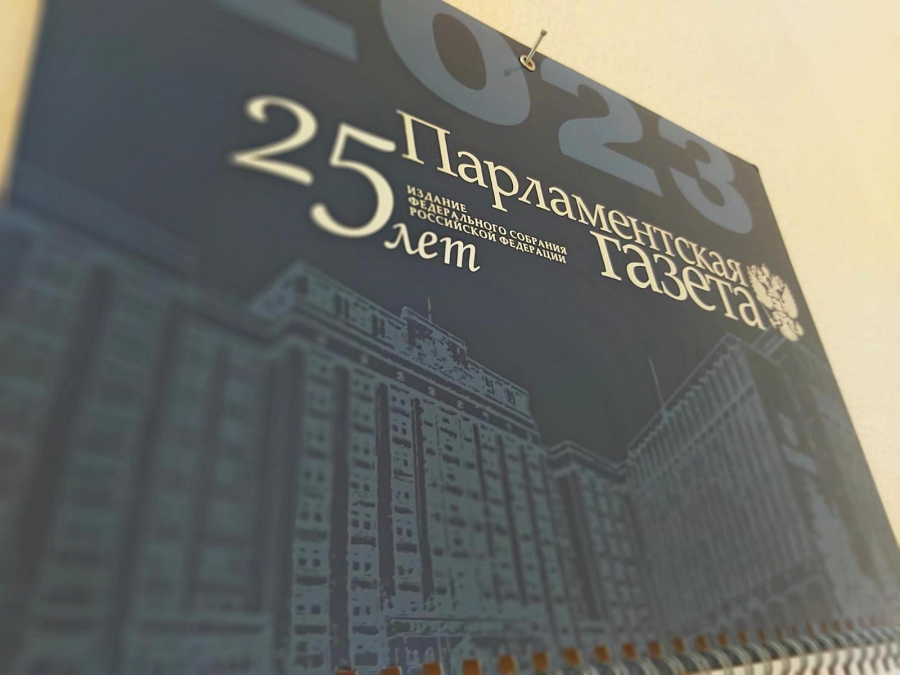 2023
25 лет
Парламентская
газета
ИЗДАНИЕ
ФЕДЕРАЛЬНОГО СОБРАНИЯ
РОССИЙСКОЙ ФЕДЕРАЦИИ